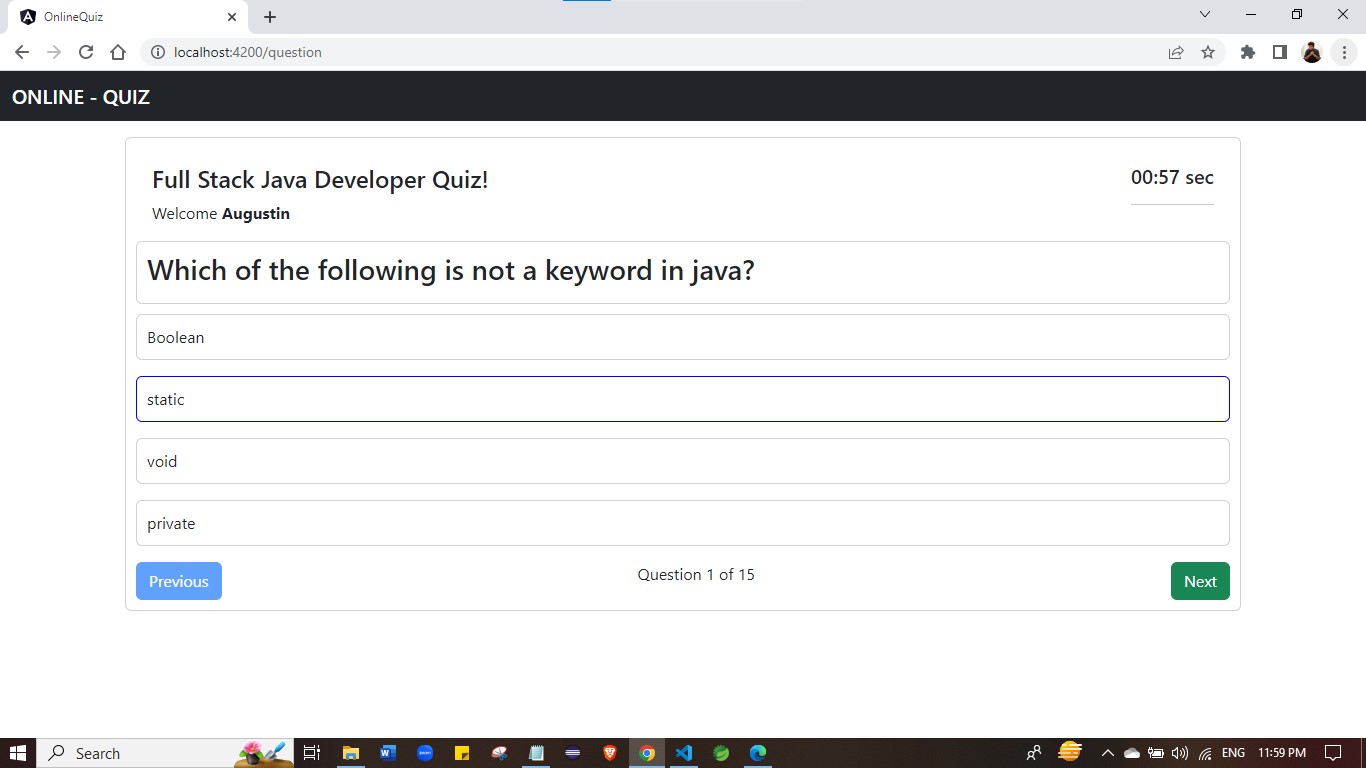 OnlineQuiz
localhost:4200/question
ONLINE - QUIZ
Full Stack Java Developer Quiz!
00:57 sec
Welcome Augustin
Which of the following is not a keyword in java?
Boolean
static
void
private
Previous
Question 1 of 15
Next
Search
ENG
11:59 PM